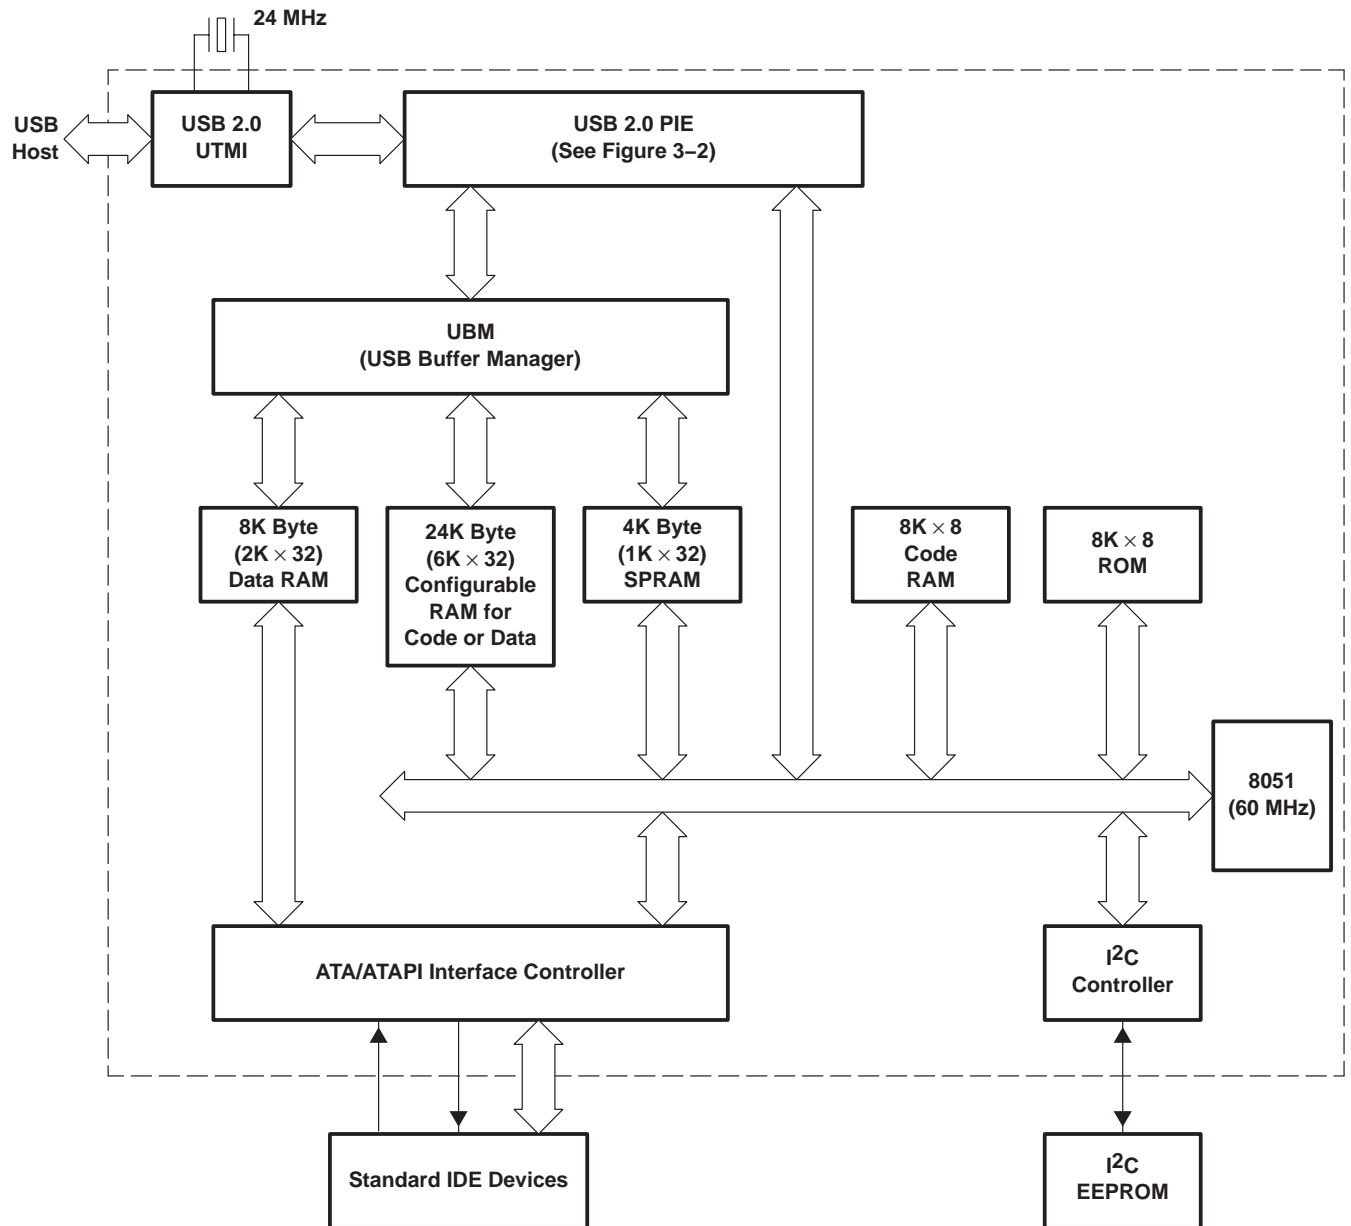 24 MHz
USB
Host
USB 2.0
UTMI
USB 2.0 PIE
(See Figure 3–2)
UBM
(USB Buffer Manager)
8K Byte
(2K × 32)
Data RAM
24K Byte
(6K × 32)
Configurable
RAM for
Code or Data
4K Byte
(1K × 32)
SPRAM
8K × 8
Code
RAM
8K × 8
ROM
8051
(60 MHz)
ATA/ATAPI Interface Controller
I2C
Controller
Standard IDE Devices
I2C
EEPROM